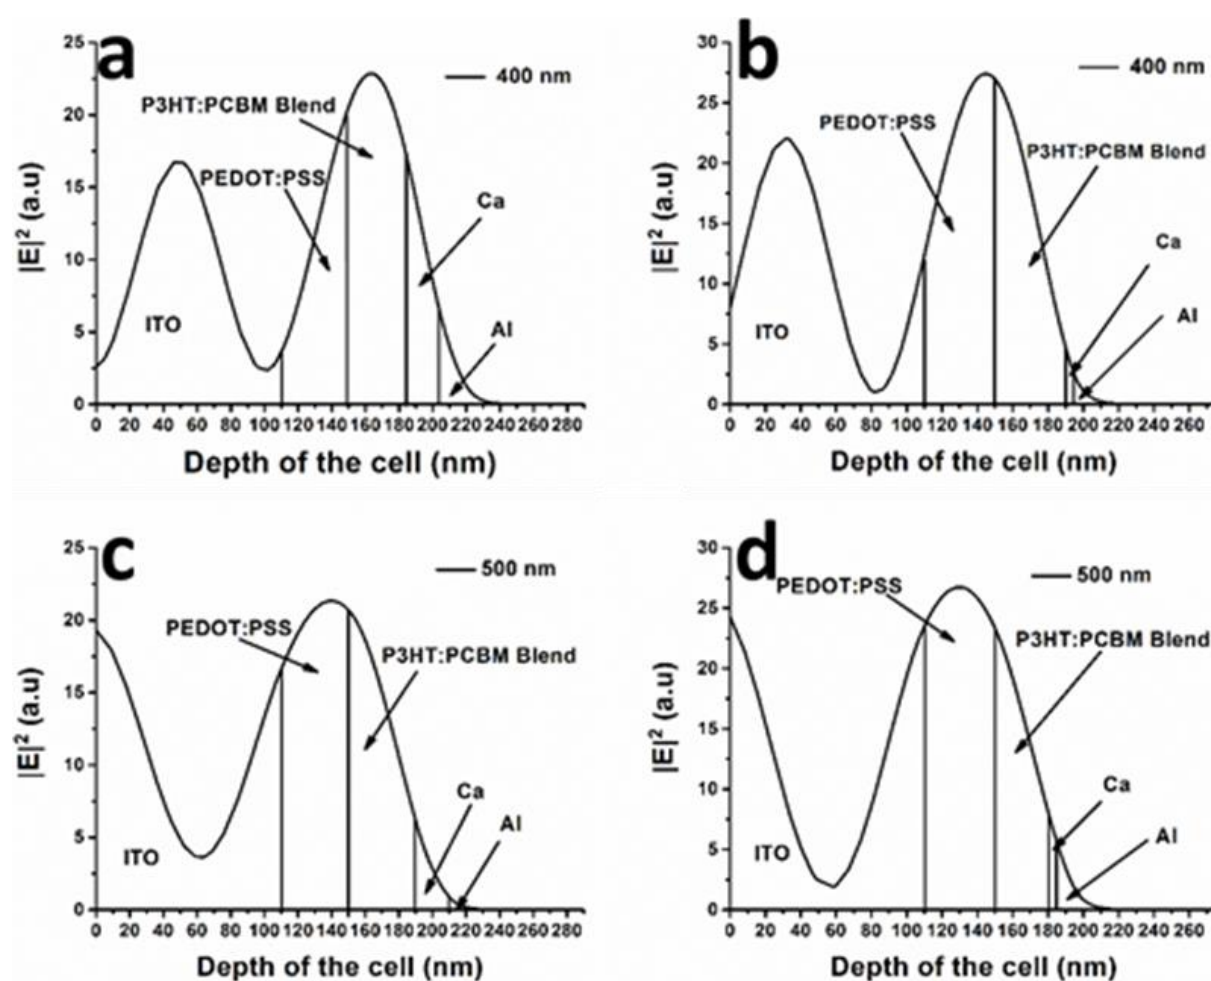 a
25
20
15
10
5
0
|E|² (a.u)
400 nm
P3HT:PCBM Blend
PEDOT:PSS
Ca
Al
ITO
0 20 40 60 80 100 120 140 160 180 200 220 240 260 280
Depth of the cell (nm)
b
30
25
20
15
10
5
0
|E|² (a.u)
400 nm
PEDOT:PSS
P3HT:PCBM Blend
Ca
Al
ITO
0 20 40 60 80 100 120 140 160 180 200 220 240 260
Depth of the cell (nm)
c
25
20
15
10
5
0
|E|² (a.u)
500 nm
PEDOT:PSS
P3HT:PCBM Blend
Ca
Al
ITO
0 20 40 60 80 100 120 140 160 180 200 220 240 260 280
Depth of the cell (nm)
d
30
25
20
15
10
5
0
|E|² (a.u)
500 nm
PEDOT:PSS
P3HT:PCBM Blend
Ca
Al
ITO
0 20 40 60 80 100 120 140 160 180 200 220 240 260
Depth of the cell (nm)